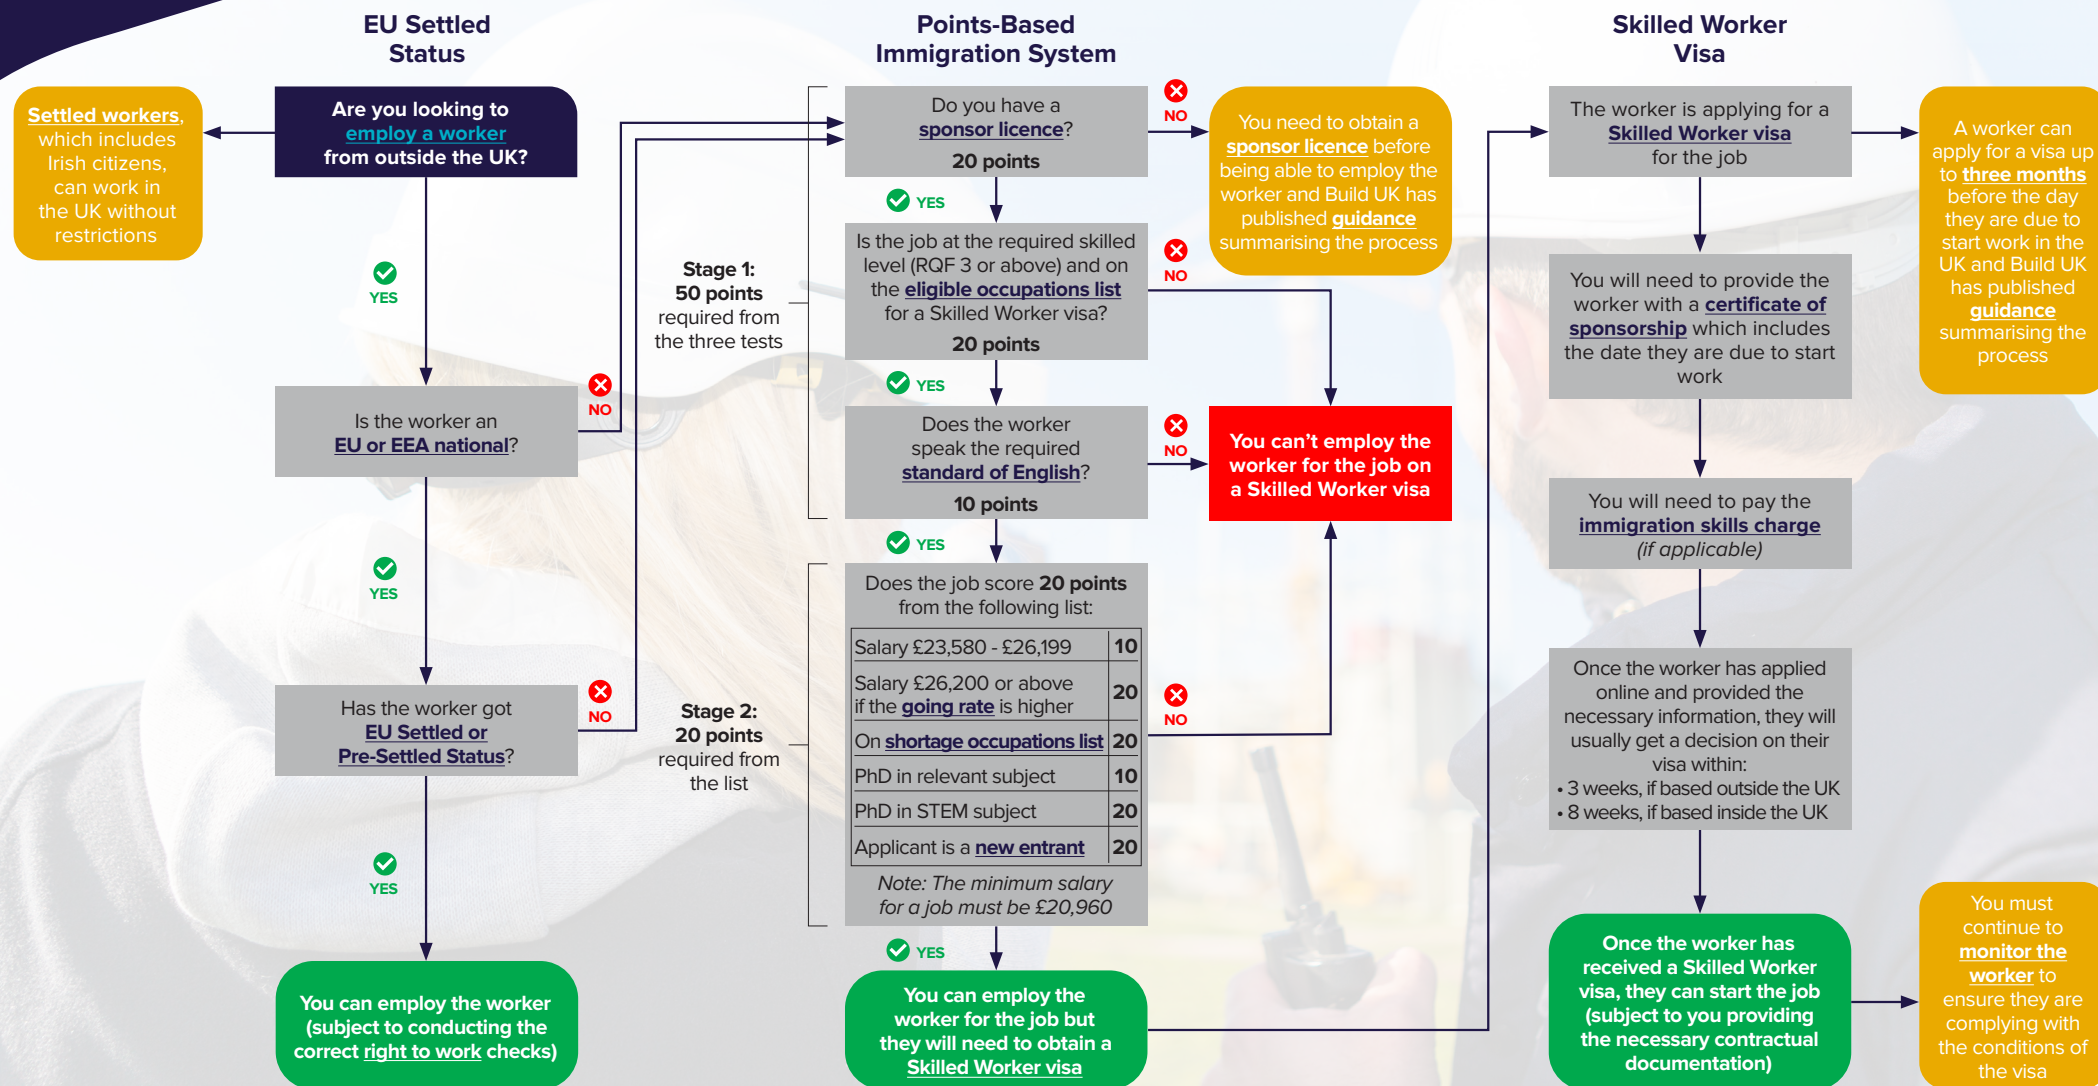 EU Settled
Status
Settled workers,
which includes
Irish citizens,
can work in
the UK without
restrictions
Are you looking to
employ a worker
from outside the UK?
YES
Is the worker an
EU or EEA national?
NO
YES
Has the worker got
EU Settled or
Pre-Settled Status?
NO
YES
You can employ the worker
(subject to conducting the
correct right to work checks)
Points-Based
Immigration System
Stage 1:
50 points
required from
the three tests
Do you have a
sponsor licence?
20 points
NO
You need to obtain a
sponsor licence before
being able to employ the
worker and Build UK has
published guidance
summarising the process
YES
Is the job at the required skilled
level (RQF 3 or above) and on
the eligible occupations list
for a Skilled Worker visa?
20 points
NO
YES
Does the worker
speak the required
standard of English?
10 points
NO
You can't employ the
worker for the job on
a Skilled Worker visa
YES
Stage 2:
20 points
required from
the list
Does the job score 20 points
from the following list:
Salary £23,580 - £26,199 10
Salary £26,200 or above
if the going rate is higher 20
On shortage occupations list 20
PhD in relevant subject 10
PhD in STEM subject 20
Applicant is a new entrant 20
Note: The minimum salary
for a job must be £20,960
NO
YES
You can employ the
worker for the job but
they will need to obtain a
Skilled Worker visa
Skilled Worker
Visa
The worker is applying for a
Skilled Worker visa
for the job
A worker can
apply for a visa up
to three months
before the day
they are due to
start work in the
UK and Build UK
has published
guidance
summarising the
process
You will need to provide the
worker with a certificate of
sponsorship which includes
the date they are due to start
work
You will need to pay the
immigration skills charge
(if applicable)
Once the worker has applied
online and provided the
necessary information, they will
usually get a decision on their
visa within:
• 3 weeks, if based outside the UK
• 8 weeks, if based inside the UK
Once the worker has
received a Skilled Worker
visa, they can start the job
(subject to you providing
the necessary contractual
documentation)
You must
continue to
monitor the
worker to
ensure they are
complying with
the conditions of
the visa